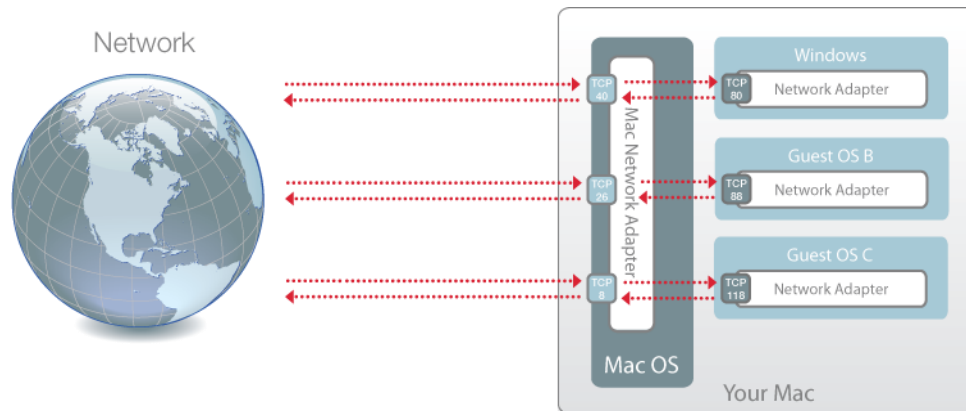 Network
Windows
TCP
40
TCP
80
Network Adapter
Mac Network Adapter
Guest OS B
TCP
26
TCP
88
Network Adapter
Guest OS C
TCP
8
TCP
118
Network Adapter
Mac OS
Your Mac